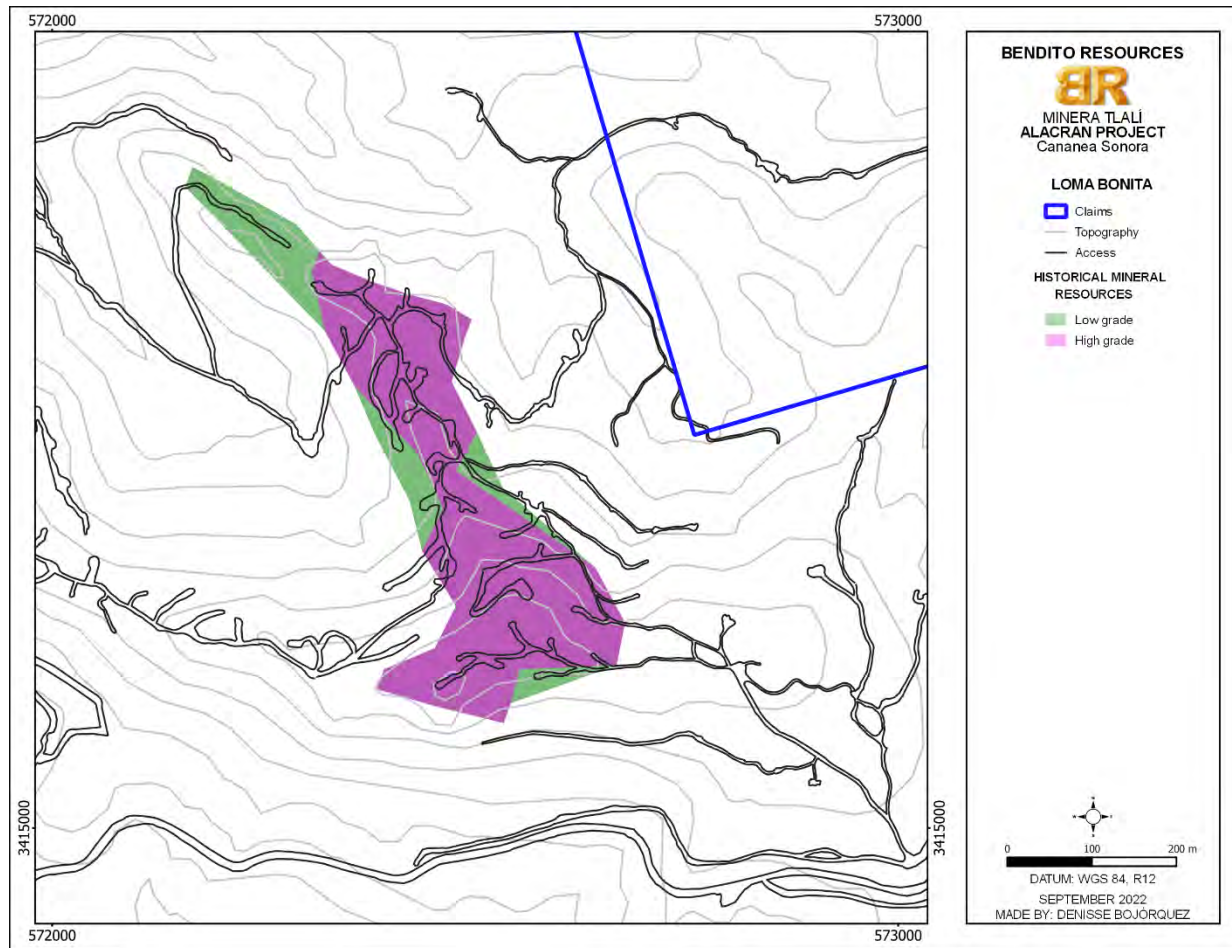 572000
573000
3415000
3415000
572000
573000
BENDITO RESOURCES
BR
MINERA TLALÍ
ALACRAN PROJECT
Cananea Sonora
LOMA BONITA
Claims
Topography
Access
HISTORICAL MINERAL
RESOURCES
Low grade
High grade
N
W
E
S
0 100 200 m
DATUM: WGS 84, R12
SEPTEMBER 2022
MADE BY: DENISSE BOJÓRQUEZ